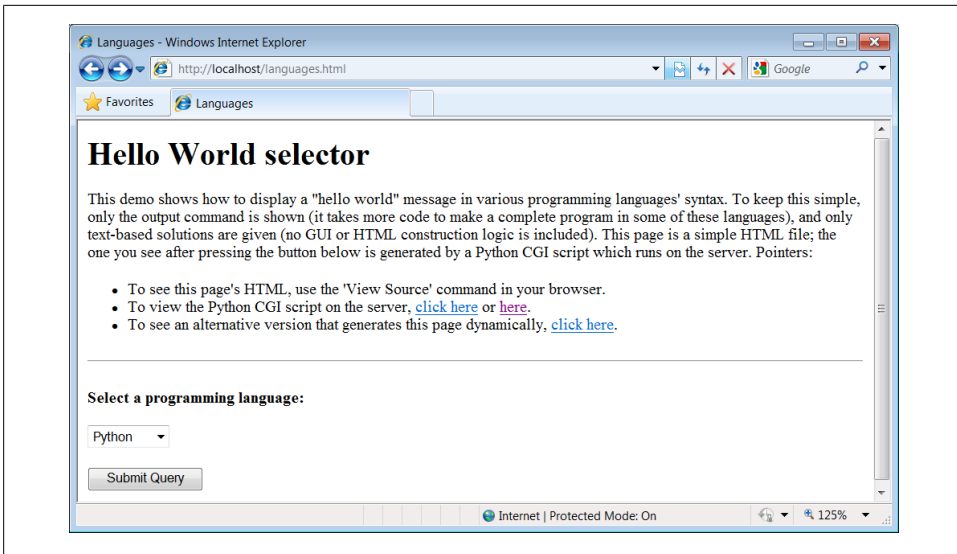 Languages - Windows Internet Explorer
http://localhost/languages.html
Google
Favorites
Languages
Hello World selector
This demo shows how to display a "hello world" message in various programming languages' syntax. To keep this simple,
only the output command is shown (it takes more code to make a complete program in some of these languages), and only
text-based solutions are given (no GUI or HTML construction logic is included). This page is a simple HTML file; the
one you see after pressing the button below is generated by a Python CGI script which runs on the server. Pointers:
• To see this page's HTML, use the 'View Source' command in your browser.
• To view the Python CGI script on the server, click here or here.
• To see an alternative version that generates this page dynamically, click here.
Select a programming language:
Python
Submit Query
Internet | Protected Mode: On
125%